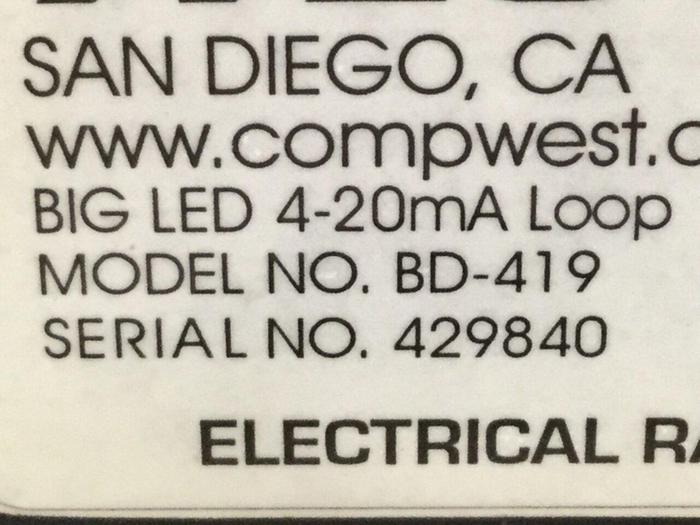 SAN DIEGO, CA
www.compwest.c
BIG LED 4-20mA Loop
MODEL NO. BD-419
SERIAL NO. 429840
ELECTRICAL RA